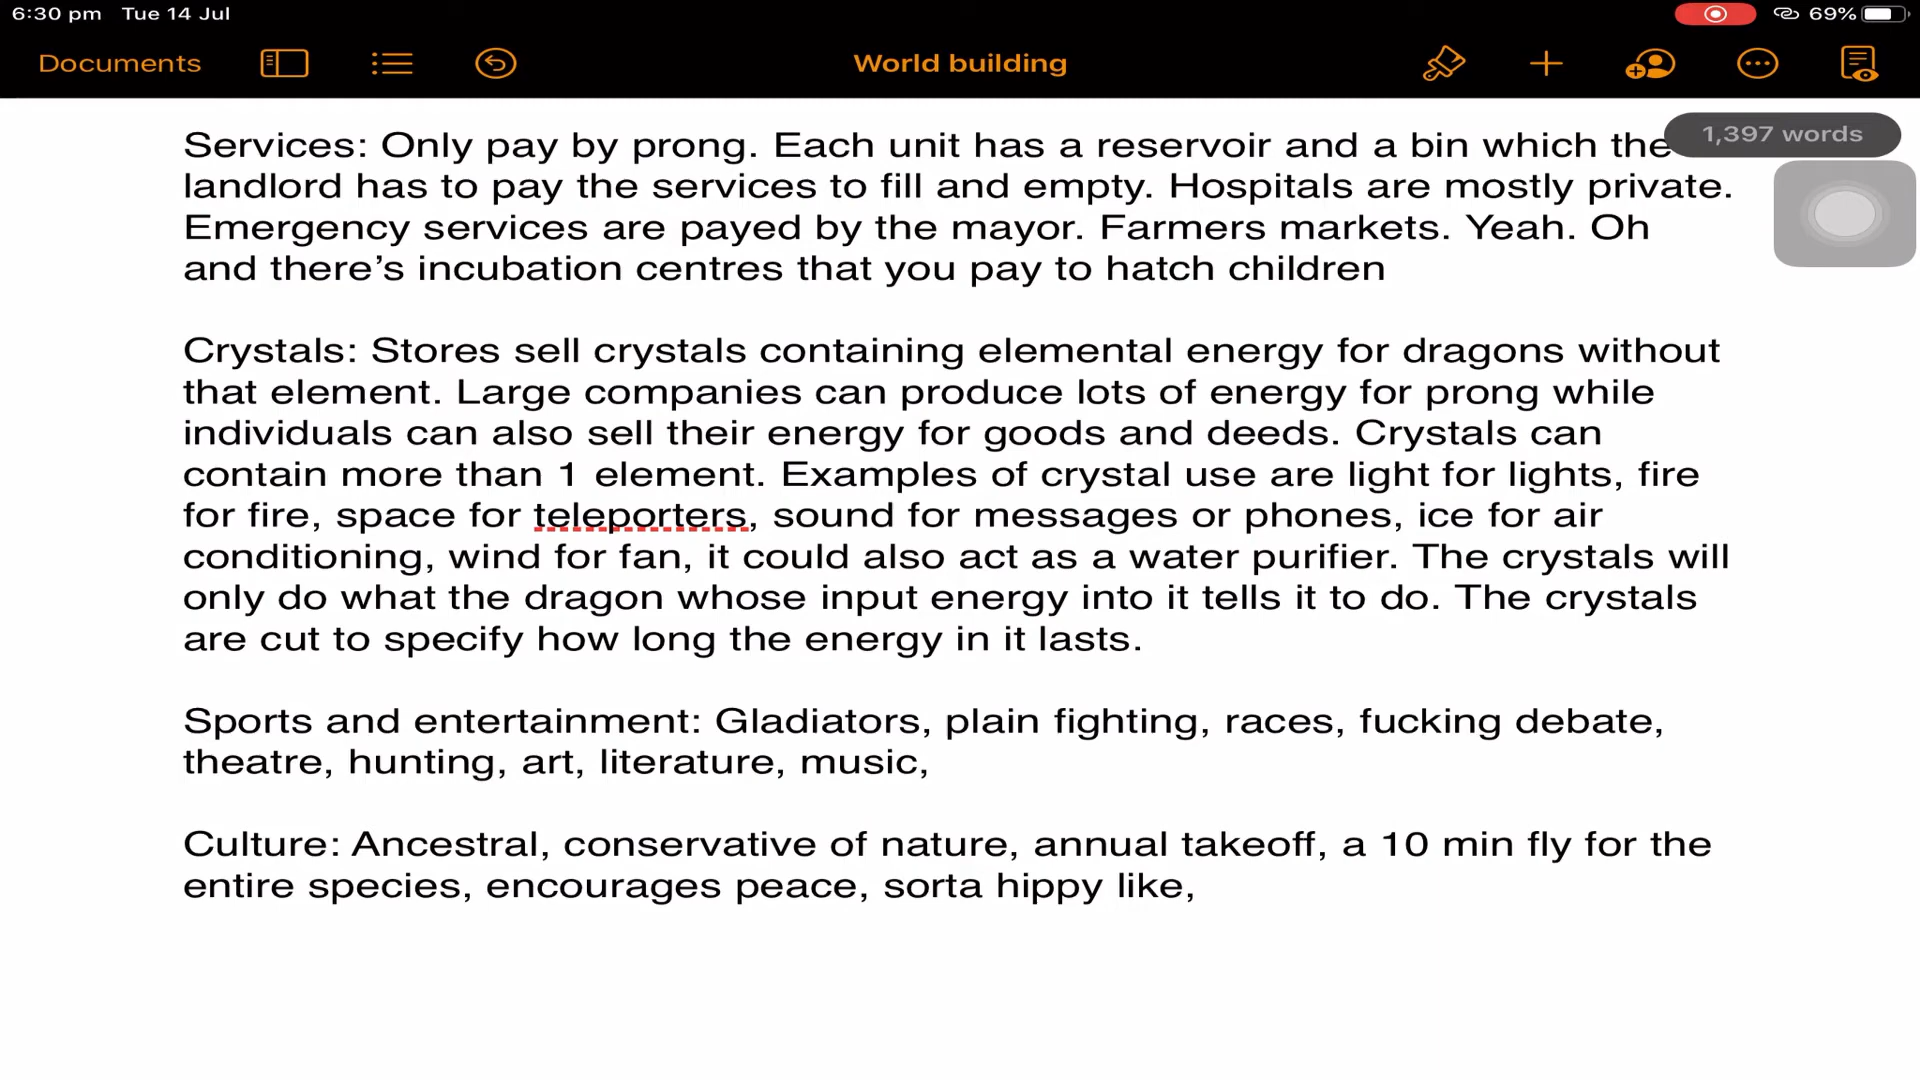 6:30 pm Tue 14 Jul 69%
Documents World building
1,397 words
Services: Only pay by prong. Each unit has a reservoir and a bin which the
landlord has to pay the services to fill and empty. Hospitals are mostly private.
Emergency services are payed by the mayor. Farmers markets. Yeah. Oh
and there’s incubation centres that you pay to hatch children
Crystals: Stores sell crystals containing elemental energy for dragons without
that element. Large companies can produce lots of energy for prong while
individuals can also sell their energy for goods and deeds. Crystals can
contain more than 1 element. Examples of crystal use are light for lights, fire
for fire, space for teleporters, sound for messages or phones, ice for air
conditioning, wind for fan, it could also act as a water purifier. The crystals will
only do what the dragon whose input energy into it tells it to do. The crystals
are cut to specify how long the energy in it lasts.
Sports and entertainment: Gladiators, plain fighting, races, fucking debate,
theatre, hunting, art, literature, music,
Culture: Ancestral, conservative of nature, annual takeoff, a 10 min fly for the
entire species, encourages peace, sorta hippy like,